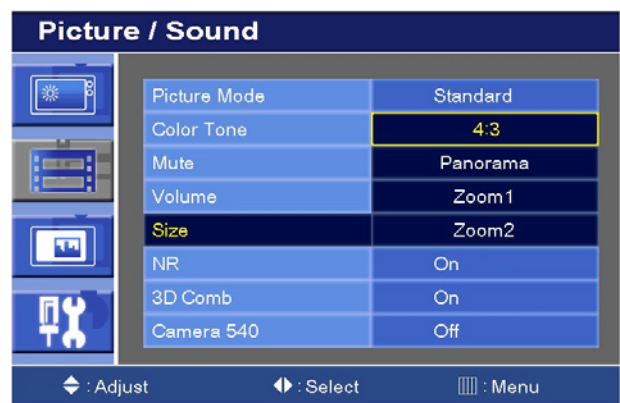 Picture / Sound
Picture Mode Standard
Color Tone 4:3
Mute Panorama
Volume Zoom1
Size Zoom2
NR On
3D Comb On
Camera 540 Off
: Adjust : Select : Menu